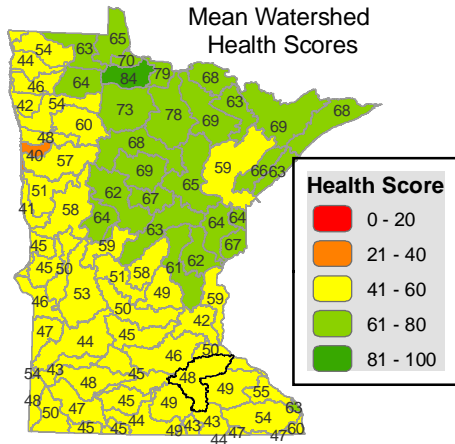 Mean Watershed
Health Scores
65
54 63
44 70
46 64 84 79 68
42 54 73 78 63
48 60 69 69 68
40 57 68
69 59
51 62 67 65 66 63
41 58 64 64 64
63
45 59 67
45 50 51 58 61 62
46 53 49 59
50 42
47 44 45
46 50
54 43 48 45 48 49 55
48 50 47 45 49 54 63
45 45 44 49 43 43 44 47 47 60
Health Score
0 - 20
21 - 40
41 - 60
61 - 80
81 - 100